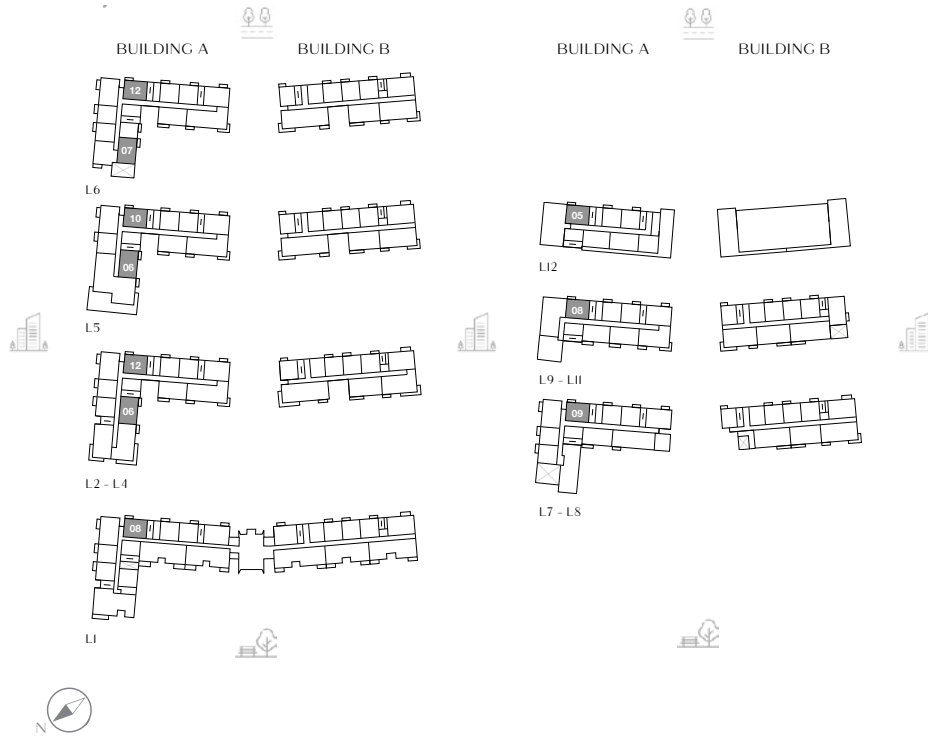 BUILDING A
BUILDING B
12
07
L6
10
06
L5
12
06
L2 - L4
08
L1
BUILDING A
BUILDING B
05
L12
08
L9 - L11
09
L7 - L8
N